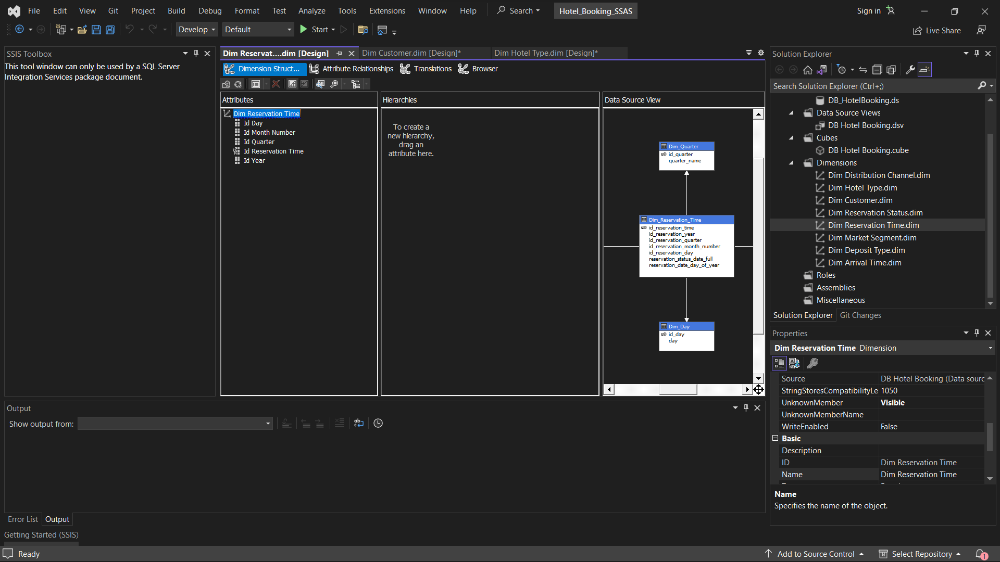 File Edit View Git Project Build Debug Format Test Analyze Tools Extensions Window Help Search Hotel_Booking_SSAS Sign in
Develop Default Start Live Share
SSIS Toolbox
This tool window can only be used by a SQL Server
Integration Services package document.
Dim Reservat....dim [Design] Dim Customer.dim [Design]* Dim Hotel Type.dim [Design]*
Dimension Struct... Attribute Relationships Translations Browser
Attributes
Dim Reservation Time
Id Day
Id Month Number
Id Quarter
Id Reservation Time
Id Year
Hierarchies
To create a
new hierarchy,
drag an
attribute here.
Data Source View
Dim_Quarter
id_quarter
quarter_name
Dim_Reservation_Time
id_reservation_time
id_reservation_year
id_reservation_quarter
id_reservation_month_number
id_reservation_day
reservation_status_date_full
reservation_date_day_of_year
Dim_Day
id_day
day
Solution Explorer
Search Solution Explorer (Ctrl+;)
DB_HotelBooking.ds
Data Source Views
DB Hotel Booking.dsv
Cubes
DB Hotel Booking.cube
Dimensions
Dim Distribution Channel.dim
Dim Hotel Type.dim
Dim Customer.dim
Dim Reservation Status.dim
Dim Reservation Time.dim
Dim Market Segment.dim
Dim Deposit Type.dim
Dim Arrival Time.dim
Roles
Assemblies
Miscellaneous
Solution Explorer Git Changes
Properties
Dim Reservation Time Dimension
Source DB Hotel Booking (Data sourc
StringStoresCompatibilityLe 1050
UnknownMember Visible
UnknownMemberName
WriteEnabled False
Basic
Description
ID Dim Reservation Time
Name Dim Reservation Time
Name
Specifies the name of the object.
Output
Show output from:
Error List Output
Getting Started (SSIS)
Ready Add to Source Control Select Repository 1